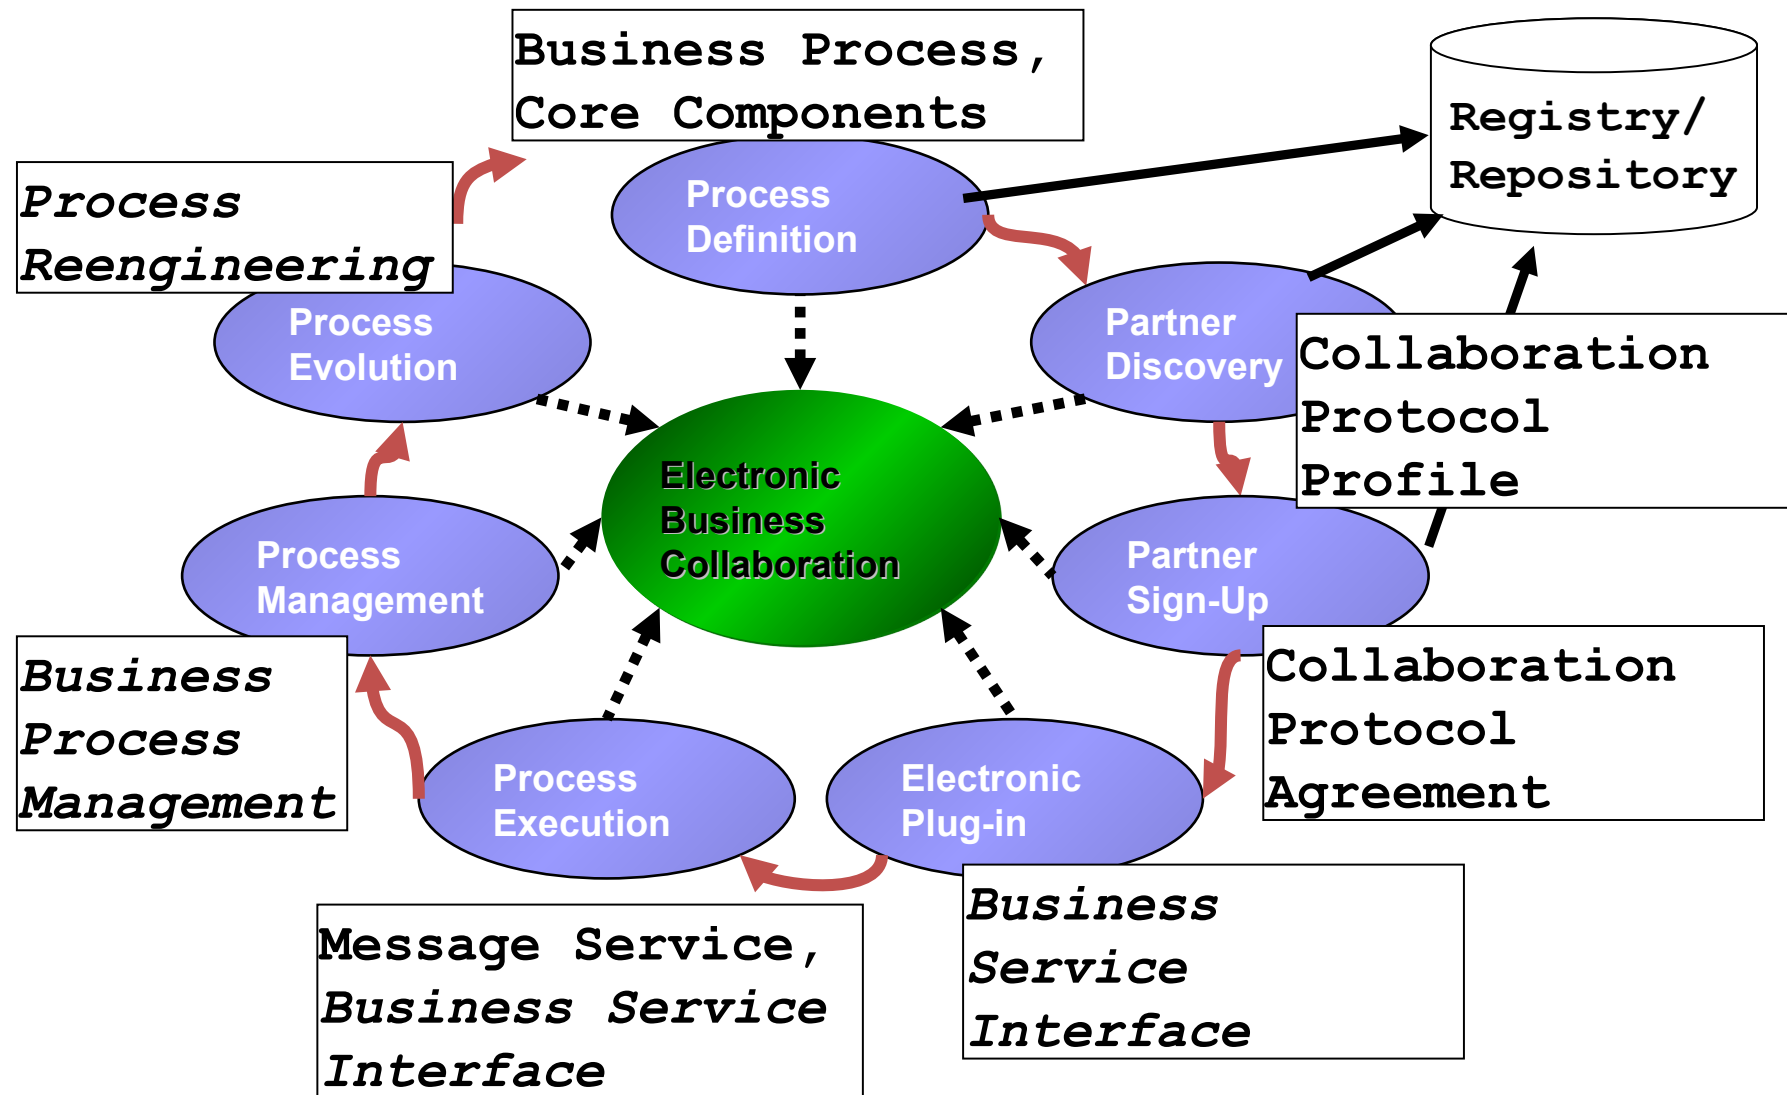 Business Process,
Core Components
Registry/
Repository
Process
Reengineering
Process
Definition
Process
Evolution
Partner
Discovery
Collaboration
Protocol
Profile
Electronic
Business
Collaboration
Process
Management
Partner
Sign-Up
Business
Process
Management
Collaboration
Protocol
Agreement
Process
Execution
Electronic
Plug-in
Message Service,
Business Service
Interface
Business
Service
Interface